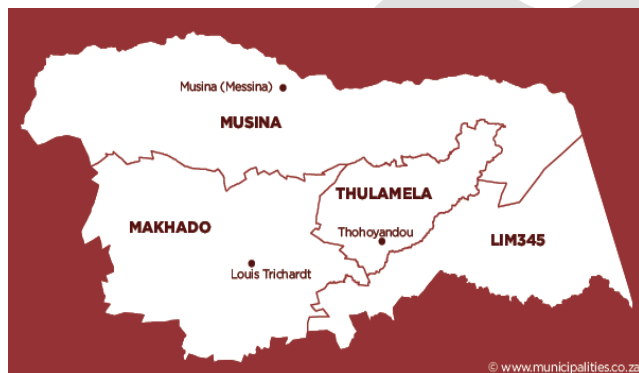 Musina (Messina)
MUSINA
THULAMELA
MAKHADO
Thohoyandou
LIM345
Louis Trichardt
© www.municipalities.co.za